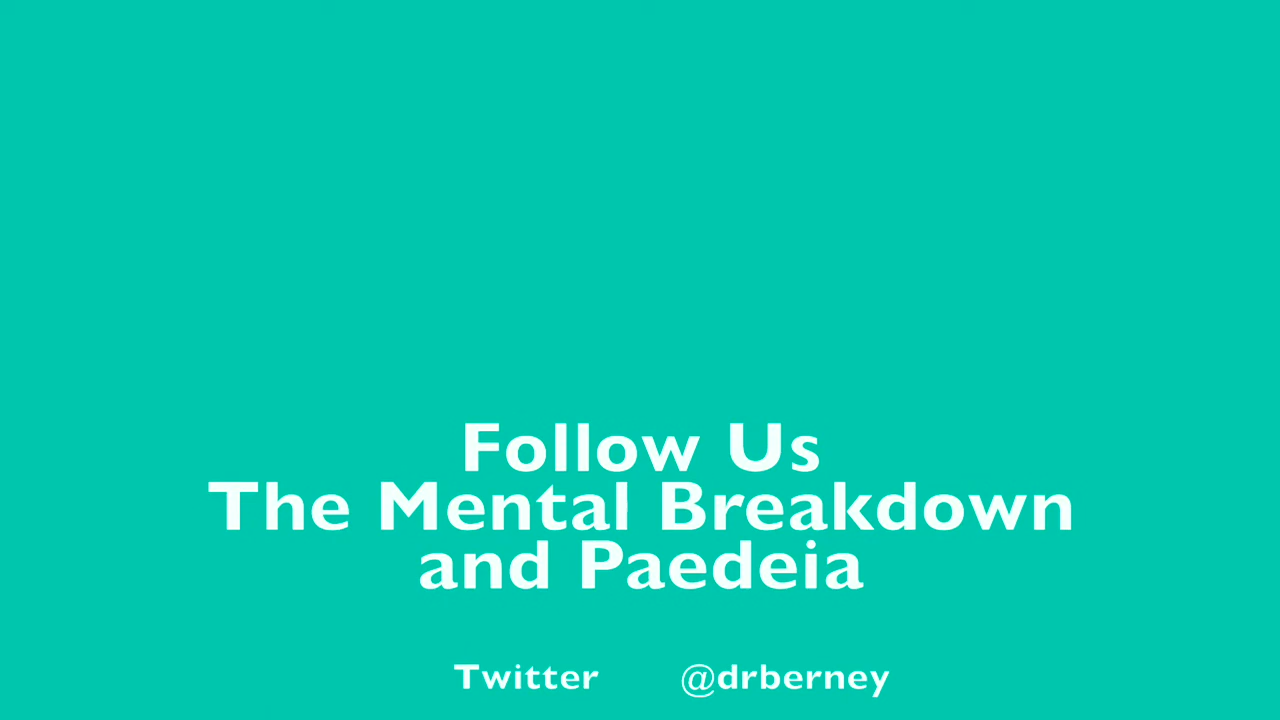 Follow Us
The Mental Breakdown
and Paedeia
Twitter @drberney